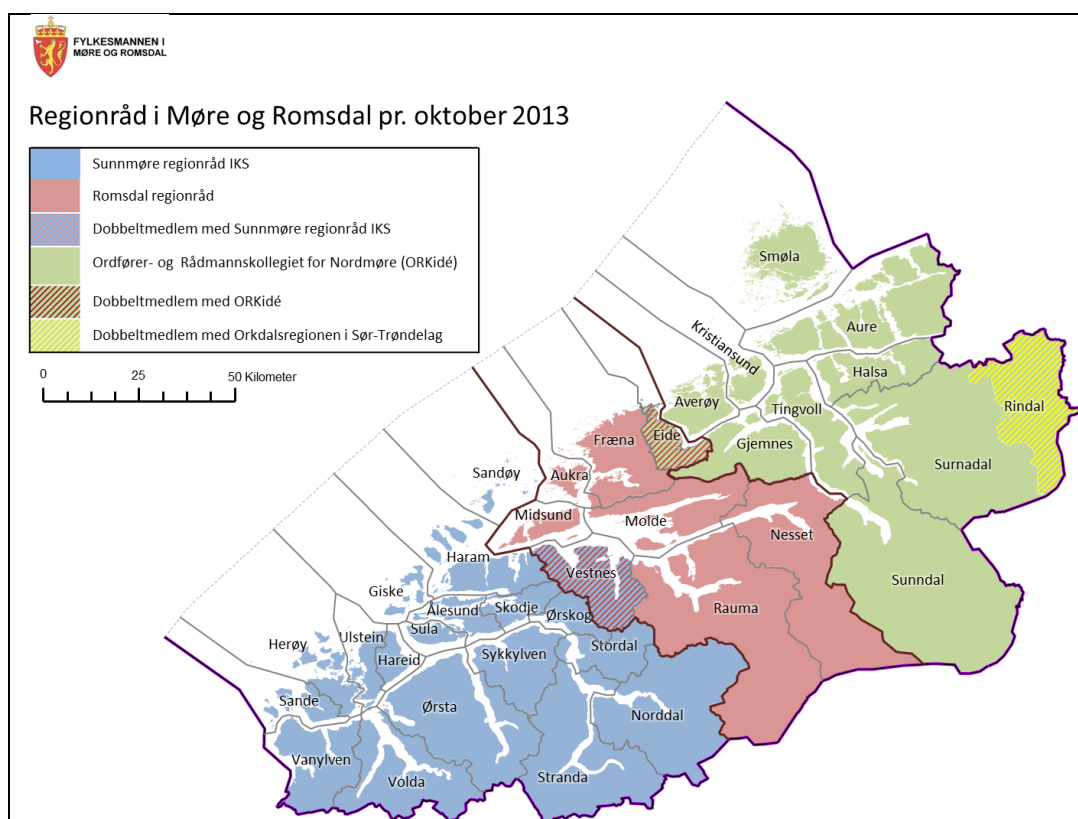 FYLKESMANNEN I
MØRE OG ROMSDAL
Regionråd i Møre og Romsdal pr. oktober 2013
Sunnmøre regionråd IKS
Romsdal regionråd
Dobbeltmedlem med Sunnmøre regionråd IKS
Ordfører- og Rådmannskollegiet for Nordmøre (ORKidé)
Dobbeltmedlem med ORKidé
Dobbeltmedlem med Orkdalsregionen i Sør-Trøndelag
0 25 50 Kilometer
Smøla
Aure
Kristiansund
Halsa
Averøy
Tingvoll
Rindal
Fræna
Eide
Gjemnes
Surnadal
Sandøy
Aukra
Midsund
Molde
Nesset
Haram
Vestnes
Sunndal
Giske
Ålesund
Skodje
Ørskog
Rauma
Herøy
Ulstein
Sula
Hareid
Sykkylven
Stordal
Sande
Ørsta
Norddal
Vanylven
Volda
Stranda